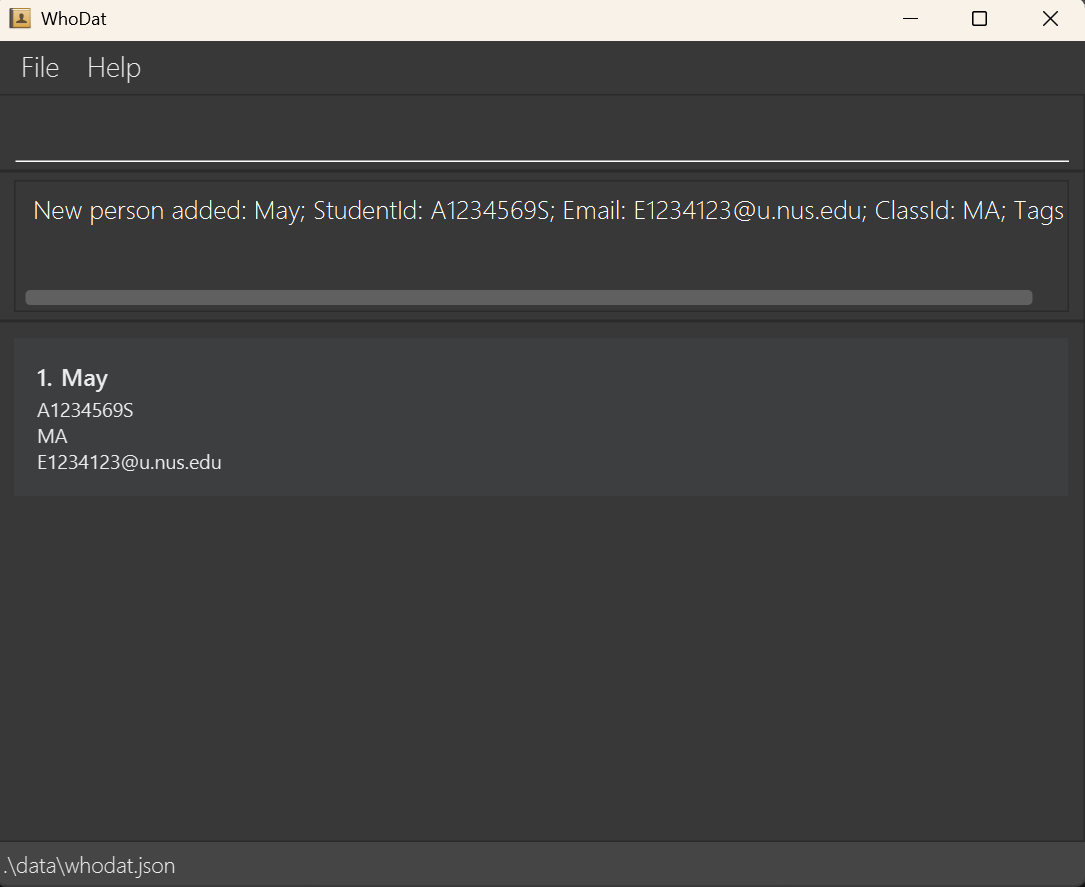 WhoDat
File Help
New person added: May; StudentId: A1234569S; Email: E1234123@u.nus.edu; ClassId: MA; Tags
1. May
A1234569S
MA
E1234123@u.nus.edu
.\data\whodat.json